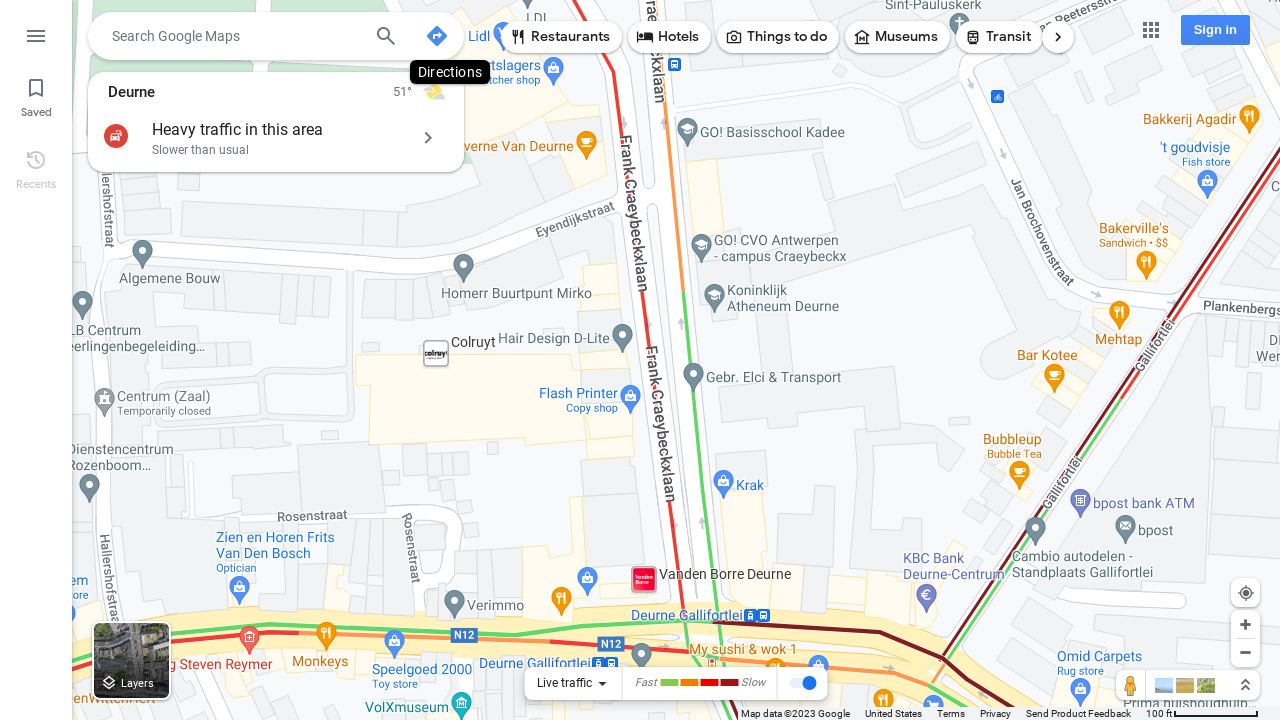 Search Google Maps
Directions
Saved
Recents
Deurne
51°
Heavy traffic in this area
Slower than usual
Restaurants
Hotels
Things to do
Museums
Transit
Sign in
LDL
Lidl
Sint-Pauluskerk
GO! Basisschool Kadee
Bakkerij Agadir
't goudvisje
Fish store
Bakerville's
Sandwich • $$
Jan Brochovenstraat
Frank Craeybeckxlaan
Eyendijkstraat
GO! CVO Antwerpen
- campus Craeybeckx
Koninklijk
Atheneum Deurne
Algemene Bouw
Homerr Buurtpunt Mirko
LB Centrum
Hair Design D-Lite
Colruyt
Mehtap
Gallifortlei
Bar Kotee
Gebr. Elci & Transport
Flash Printer
Copy shop
Centrum (Zaal)
Temporarily closed
Dienstencentrum
Rozenboom...
Frank Craeybeckxlaan
Krak
Bubbleup
Bubble Tea
Gallifortlei
bpost bank ATM
bpost
Cambio autodelen -
Standplaats Gallifortlei
KBC Bank
Deurne-Centrum
Rosenstraat
Rosenstraat
Zien en Horen Frits
Van Den Bosch
Optician
Hallershofstraat
Vanden Borre Deurne
Verimmo
Deurne Gallifortlei
N12
N12
Monkeys
Speelgoed 2000
Toy store
Deurne Gallifortlei
My sushi & wok 1
Omid Carpets
Rug store
VolXmuseum
Layers
Live traffic
Fast
Slow
Map data ©2023 Google
United States
Terms
Privacy
Send Product Feedback
100 ft